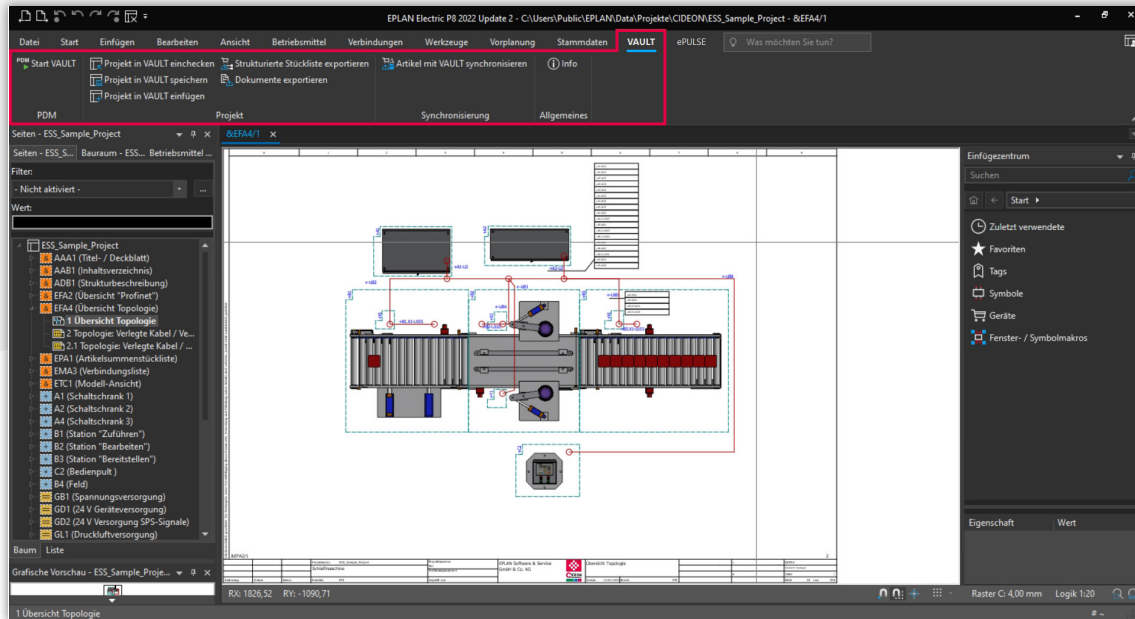 EPLAN Electric P8 2022 Update 2 - C:\Users\Public\EPLAN\Data\Projekte\CIDEON\ESS_Sample_Project - &EFA4/1
Datei Start Einfügen Bearbeiten Ansicht Betriebsmittel Verbindungen Werkzeuge Vorplanung Stammdaten VAULT ePULSE Was möchten Sie tun?
PDM Start VAULT Projekt in VAULT einchecken Strukturierte Stückliste exportieren Artikel mit VAULT synchronisieren Info
Projekt in VAULT speichern Dokumente exportieren
Projekt in VAULT einfügen
PDM Projekt Synchronisierung Allgemeines
Seiten - ESS_Sample_Project
&EFA4/1
Seiten - ESS_S... Bauraum - ESS... Betriebsmittel ...
Filter:
- Nicht aktiviert -
...
Wert:
ESS_Sample_Project
AAA1 (Titel- / Deckblatt)
AAB1 (Inhaltsverzeichnis)
ADB1 (Strukturbeschreibung)
EFA2 (Übersicht "Profinet")
EFA4 (Übersicht Topologie)
1 Übersicht Topologie
2 Topologie: Verlegte Kabel / Ve...
2.1 Topologie: Verlegte Kabel / ...
EPA1 (Artikelsummenstückliste)
EMA3 (Verbindungsliste)
ETC1 (Modell-Ansicht)
A1 (Schaltschrank 1)
A2 (Schaltschrank 2)
A4 (Schaltschrank 3)
B1 (Station "Zuführen")
B2 (Station "Bearbeiten")
B3 (Station "Bereitstellen")
C2 (Bedienpult )
B4 (Feld)
GB1 (Spannungsversorgung)
GD1 (24 V Geräteversorgung)
GD2 (24 V Versorgung SPS-Signale)
GL1 (Druckluftversorgung)
Baum Liste
Grafische Vorschau - ESS_Sample_Proje...
EPLAN Software & Service
GmbH & Co. KG
Übersicht Topologie
Schleifmaschine
Einfügezentrum
Suchen
Start
Zuletzt verwendete
Favoriten
Tags
Symbole
Geräte
Fenster- / Symbolmakros
Eigenschaft Wert
RX: 1826,52 RY: -1090,71
Raster C: 4,00 mm Logik 1:20
1 Übersicht Topologie
# ~